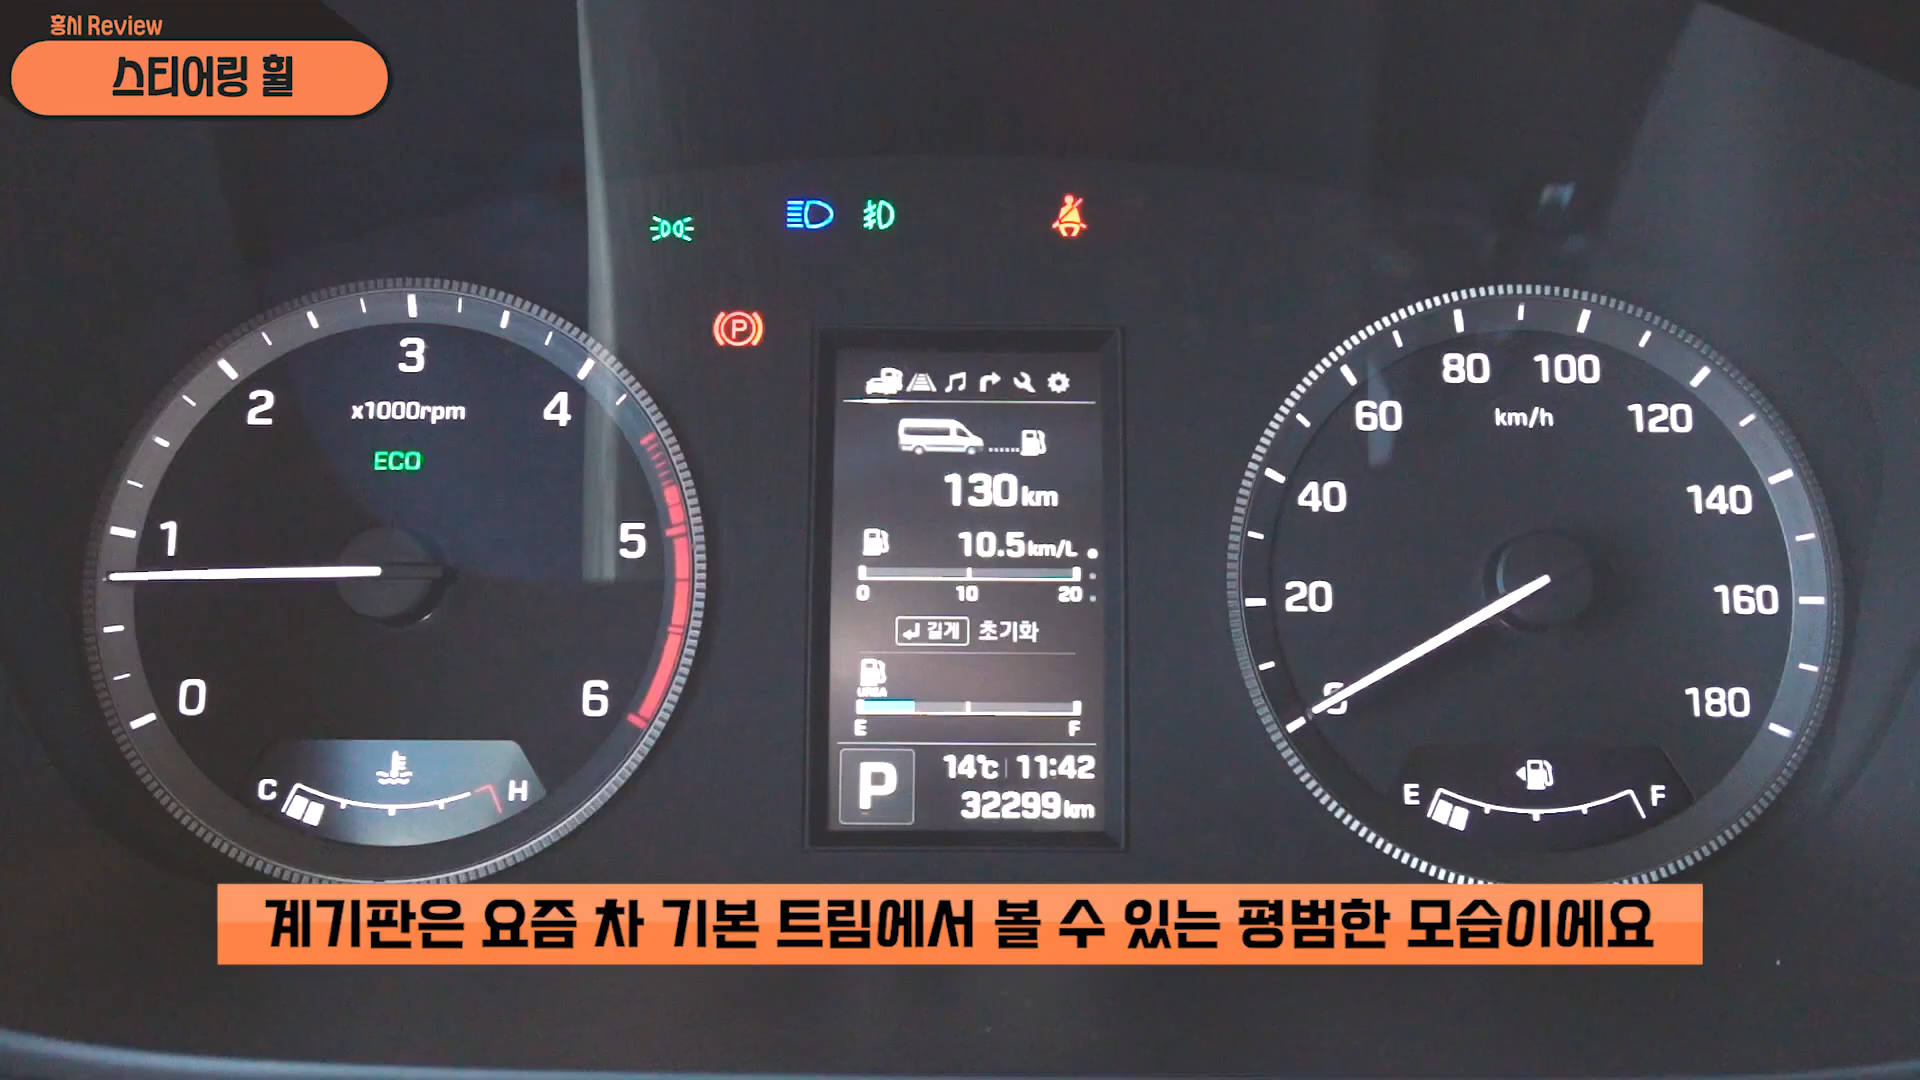 흥시 Review
스티어링 휠
3
2
4
x1000rpm
ECO
1
5
0
6
C
H
130km
10.5km/L
0 10 20
길게 초기화
UREA
E F
P
14℃ 11:42
32299km
80 100
60
120
km/h
40
140
20
160
0
180
E
F
계기판은 요즘 차 기본 트림에서 볼 수 있는 평범한 모습이에요